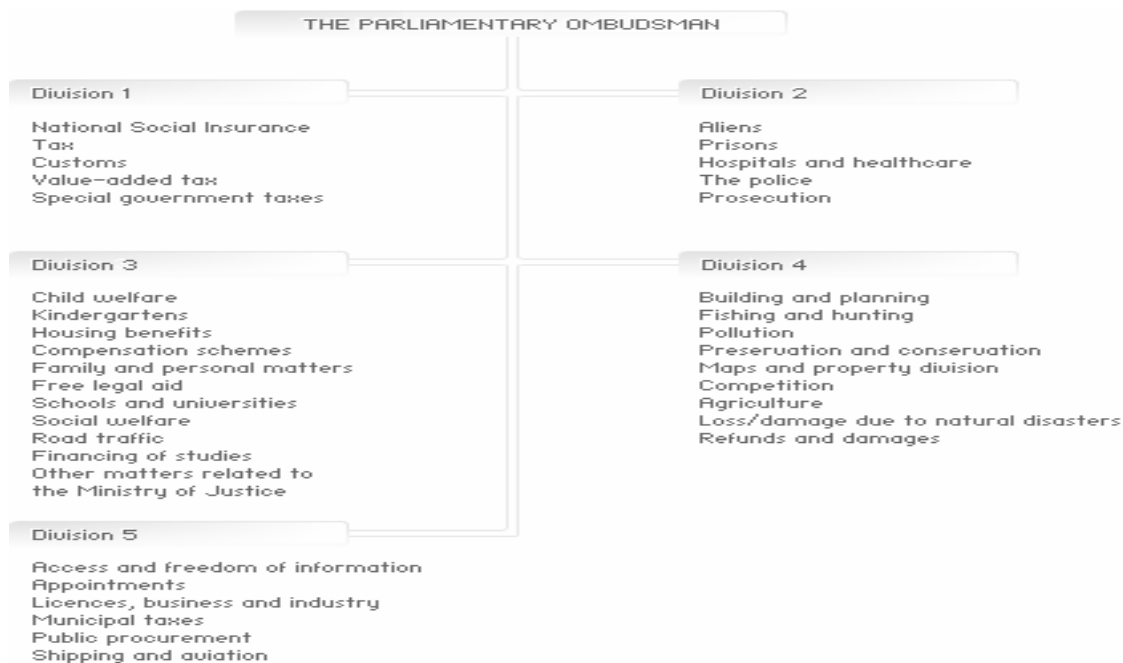 THE PARLIAMENTARY OMBUDSMAN
Division 1
National Social Insurance
Tax
Customs
Value-added tax
Special government taxes
Division 2
Aliens
Prisons
Hospitals and healthcare
The police
Prosecution
Division 3
Child welfare
Kindergartens
Housing benefits
Compensation schemes
Family and personal matters
Free legal aid
Schools and universities
Social welfare
Road traffic
Financing of studies
Other matters related to
the Ministry of Justice
Division 4
Building and planning
Fishing and hunting
Pollution
Preservation and conservation
Maps and property division
Competition
Agriculture
Loss/damage due to natural disasters
Refunds and damages
Division 5
Access and freedom of information
Appointments
Licences, business and industry
Municipal taxes
Public procurement
Shipping and aviation